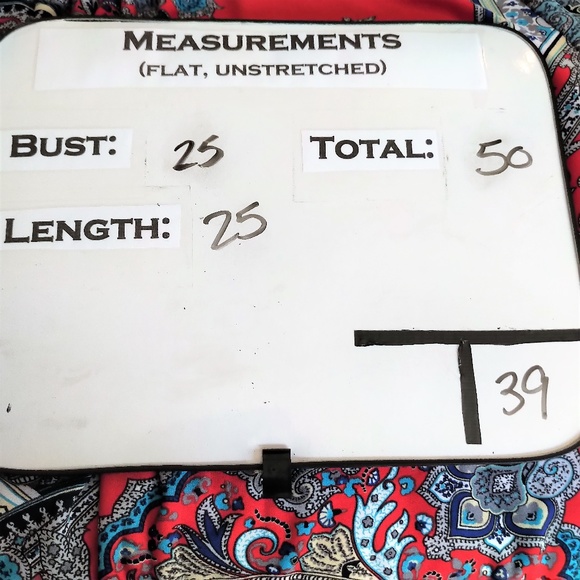 MEASUREMENTS
(FLAT, UNSTRETCHED)
BUST: 25 TOTAL: 50
LENGTH: 25
39